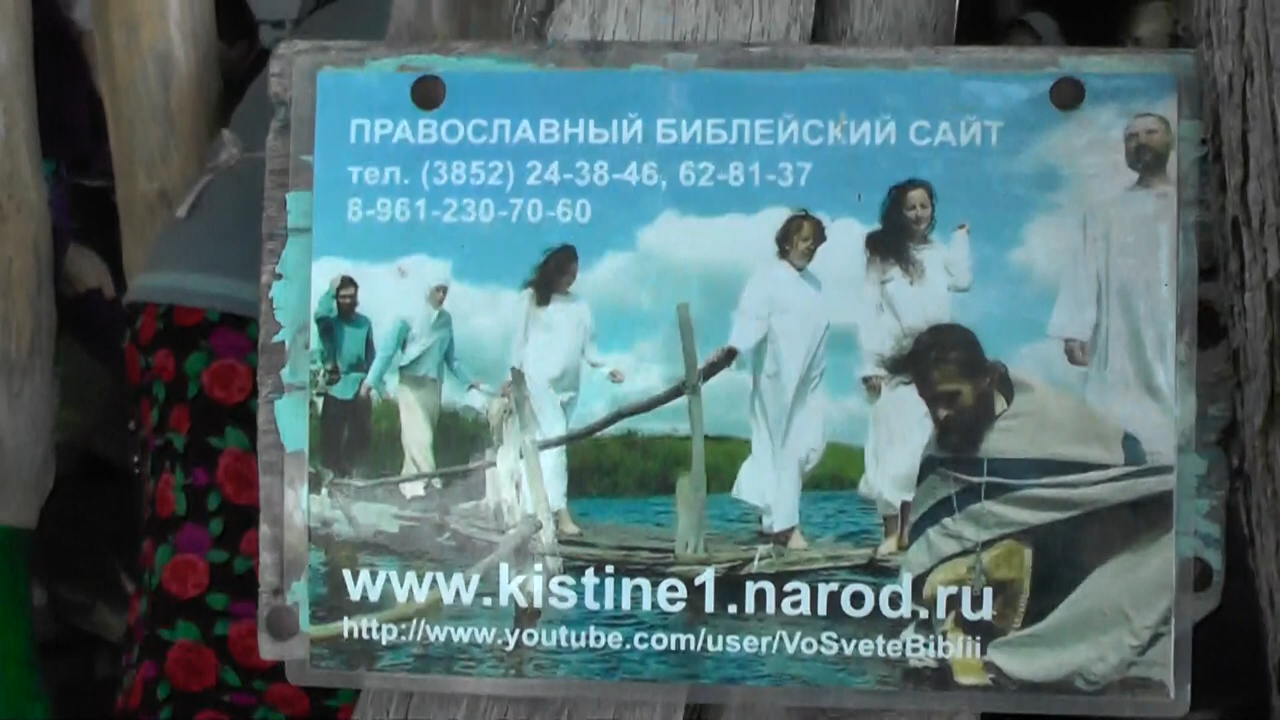 ПРАВОСЛАВНЫЙ БИБЛЕЙСКИЙ САЙТ
тел. (3852) 24-38-46, 62-81-37
8-961-230-70-60
www.kistine1.narod.ru
http://www.youtube.com/user/VoSveteBiblii